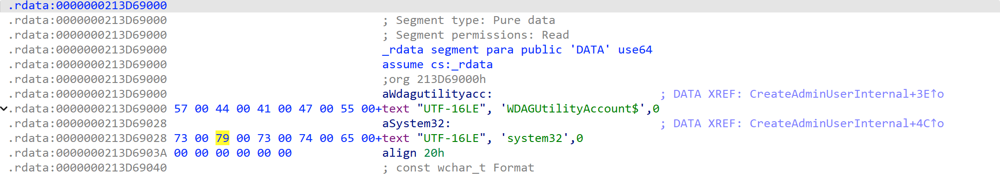 .rdata:0000000213D69000
.rdata:0000000213D69000 ; Segment type: Pure data
.rdata:0000000213D69000 ; Segment permissions: Read
.rdata:0000000213D69000 _rdata segment para public 'DATA' use64
.rdata:0000000213D69000 assume cs:_rdata
.rdata:0000000213D69000 ;org 213D69000h
.rdata:0000000213D69000 aWdagutilityacc: ; DATA XREF: CreateAdminUserInternal+3E↑o
.rdata:0000000213D69000 57 00 44 00 41 00 47 00 55 00+text "UTF-16LE", 'WDAGUtilityAccount$',0
.rdata:0000000213D69028 aSystem32: ; DATA XREF: CreateAdminUserInternal+4C↑o
.rdata:0000000213D69028 73 00 79 00 73 00 74 00 65 00+text "UTF-16LE", 'system32',0
.rdata:0000000213D6903A 00 00 00 00 00 00 align 20h
.rdata:0000000213D69040 ; const wchar_t Format